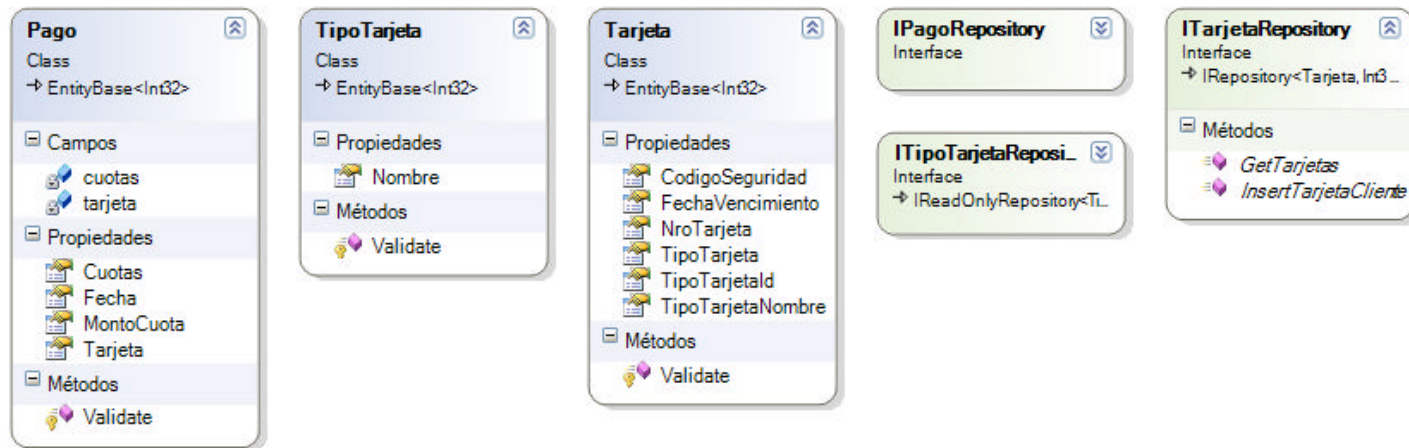 Pago
Class
EntityBase<Int32>
Campos
cuotas
tarjeta
Propiedades
Cuotas
Fecha
MontoCuota
Tarjeta
Métodos
Validate
TipoTarjeta
Class
EntityBase<Int32>
Propiedades
Nombre
Métodos
Validate
Tarjeta
Class
EntityBase<Int32>
Propiedades
CodigoSeguridad
FechaVencimiento
NroTarjeta
TipoTarjeta
TipoTarjetaId
TipoTarjetaNombre
Métodos
Validate
IPagoRepository
Interface
ITipoTarjetaReposi...
Interface
IReadOnlyRepository<Ti...
ITarjetaRepository
Interface
IRepository<Tarjeta, Int3...
Métodos
GetTarjetas
InsertTarjetaCliente